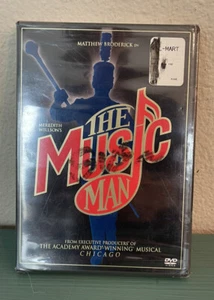 MATTHEW BRODERICK IN
L-MART
MEREDITH
WILLSON'S
THE
MUSIC
MAN
FROM EXECUTIVE PRODUCERS OF
THE ACADEMY AWARD®-WINNING MUSICAL
CHICAGO
DVD